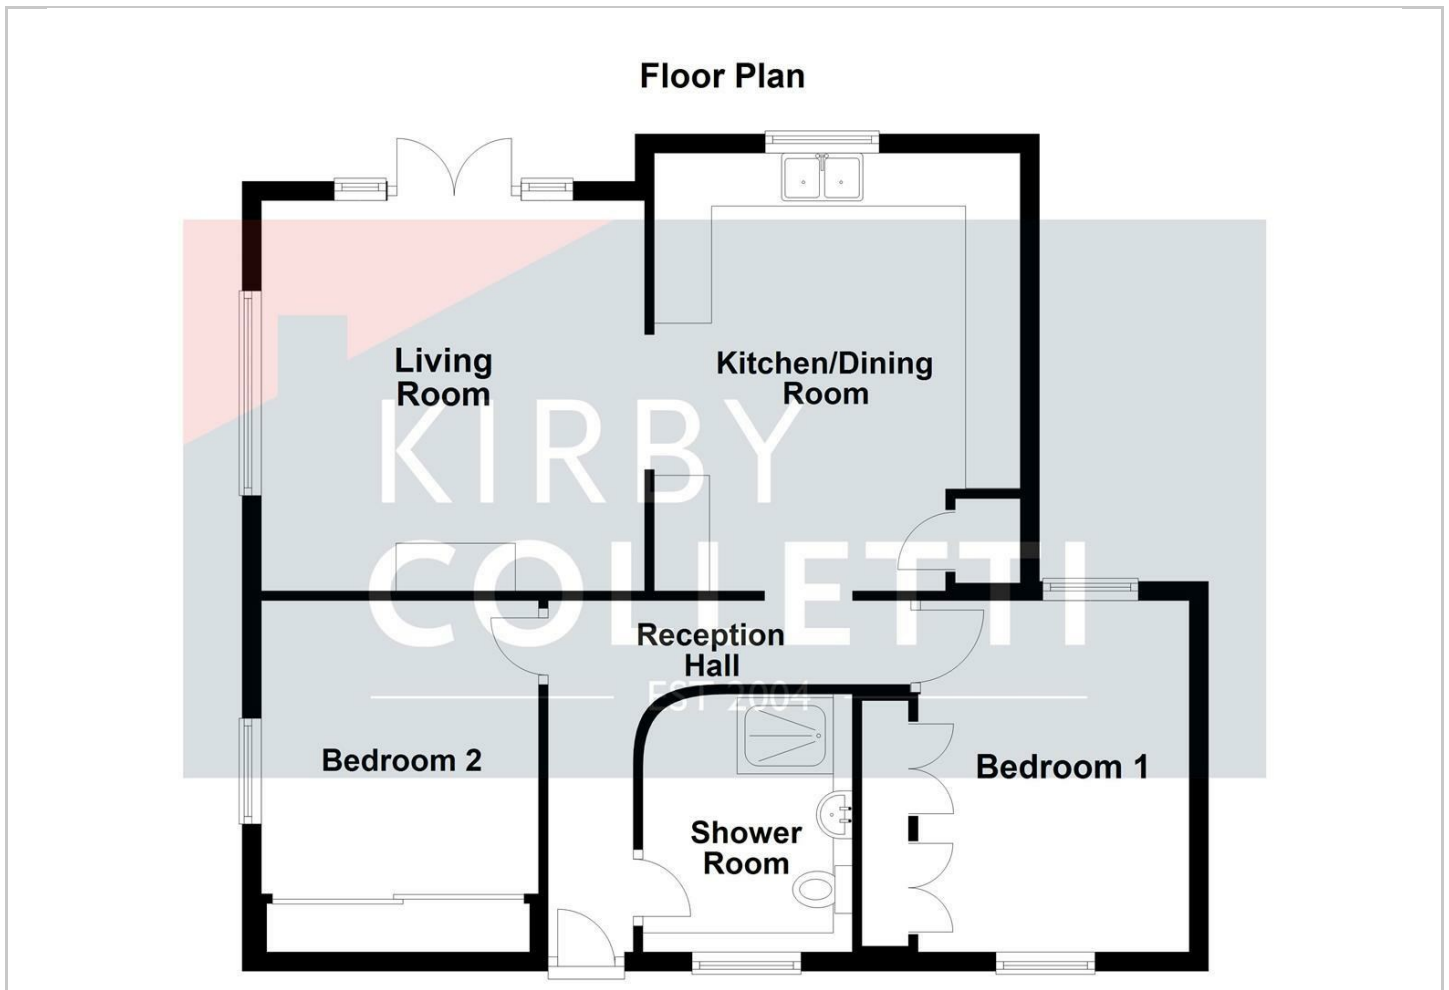 Floor Plan
Living
Room
Kitchen/Dining
Room
KIRBY
COLLETTI
EST 2004
Reception
Hall
Bedroom 2
Bedroom 1
Shower
Room